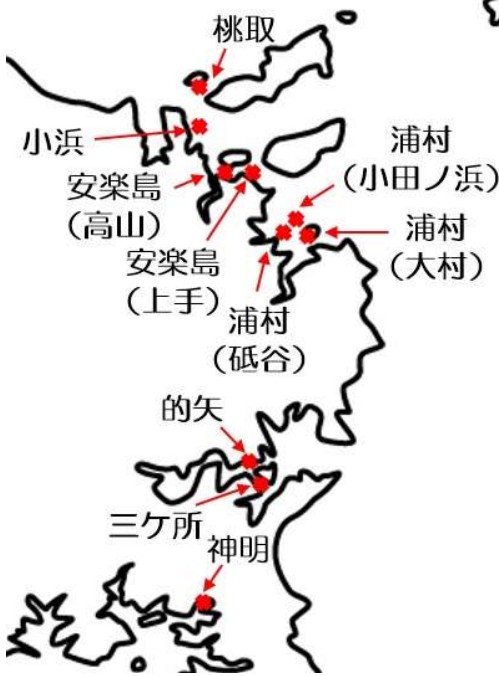 桃取
小浜
浦村
(小田ノ浜)
安楽島
(高山)
浦村
(大村)
安楽島
(上手)
浦村
(砥谷)
的矢
三ケ所
神明